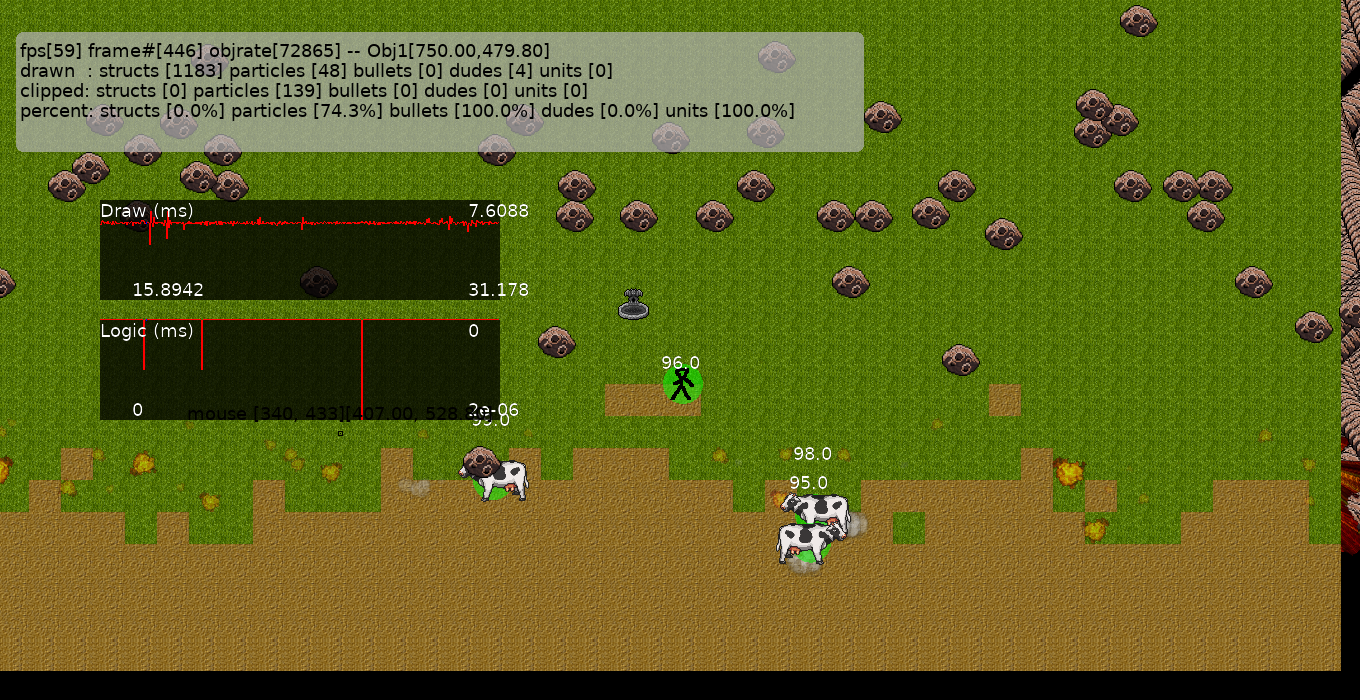 fps[59] frame#[446] objrate[72865] -- Obj1[750.00,479.80]
drawn  : structs [1183] particles [48] bullets [0] dudes [4] units [0]
clipped: structs [0] particles [139] bullets [0] dudes [0] units [0]
percent: structs [0.0%] particles [74.3%] bullets [100.0%] dudes [0.0%] units [100.0%]
Draw (ms) 7.6088
15.8942 31.178
Logic (ms) 0
0 2e-06
mouse [340, 433][407.00,
99.0
96.0
98.0
95.0